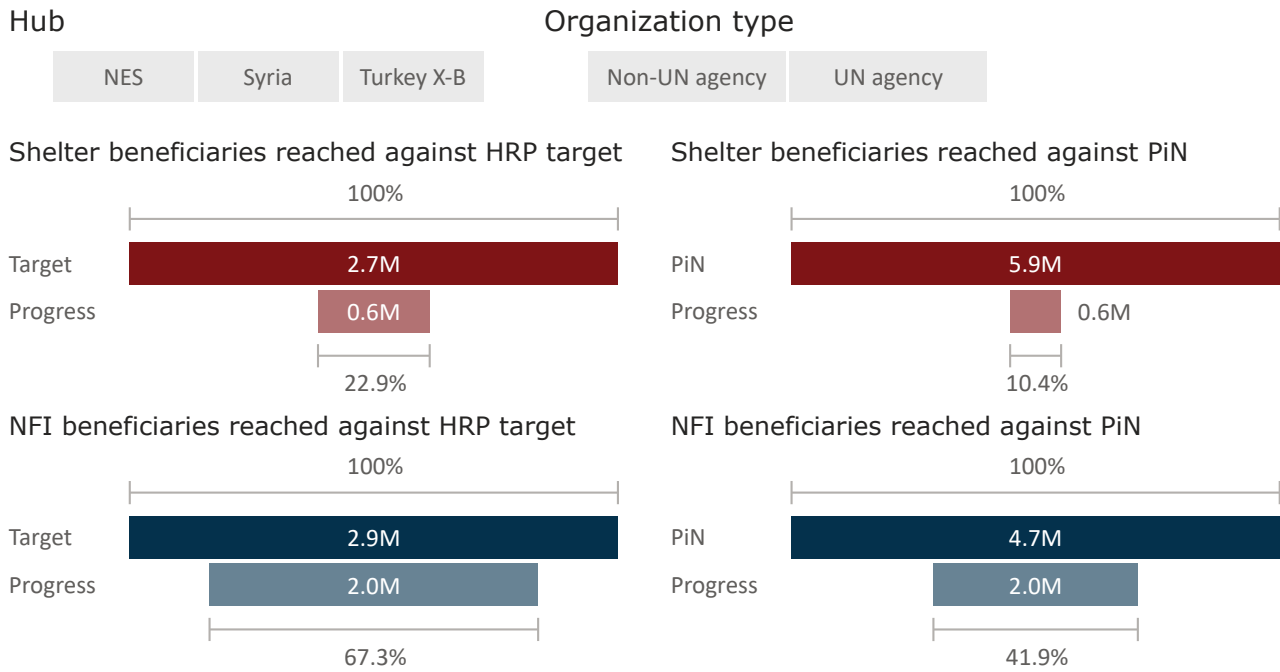 Hub
Organization type
NES
Syria
Turkey X-B
Non-UN agency
UN agency
Shelter beneficiaries reached against HRP target
100%
Target
2.7M
Progress
0.6M
22.9%
Shelter beneficiaries reached against PiN
100%
PiN
5.9M
Progress
0.6M
10.4%
NFI beneficiaries reached against HRP target
100%
Target
2.9M
Progress
2.0M
67.3%
NFI beneficiaries reached against PiN
100%
PiN
4.7M
Progress
2.0M
41.9%